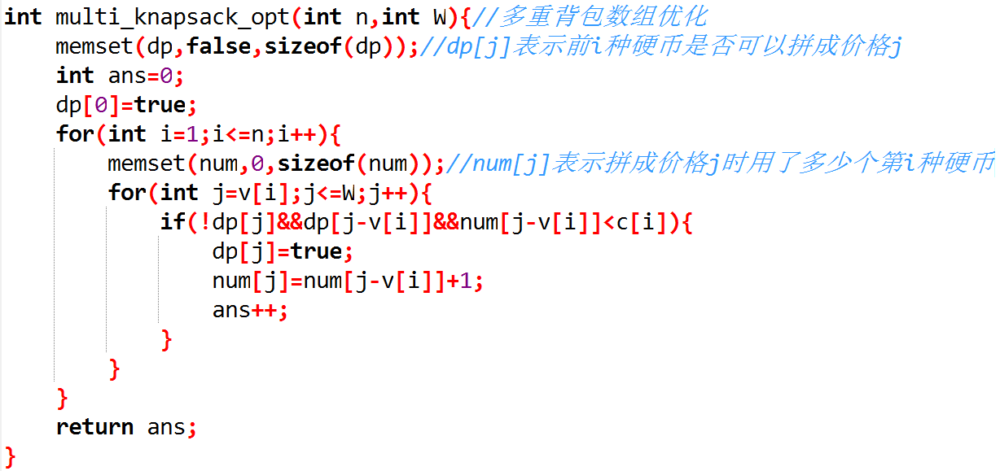 int multi_knapsack_opt(int n,int W){//多重背包数组优化
    memset(dp,false,sizeof(dp));//dp[j]表示前i种硬币是否可以拼成价格j
    int ans=0;
    dp[0]=true;
    for(int i=1;i<=n;i++){
        memset(num,0,sizeof(num));//num[j]表示拼成价格j时用了多少个第i种硬币
        for(int j=v[i];j<=W;j++){
            if(!dp[j]&&dp[j-v[i]]&&num[j-v[i]]<c[i]){
                dp[j]=true;
                num[j]=num[j-v[i]]+1;
                ans++;
            }
        }
    }
    return ans;
}